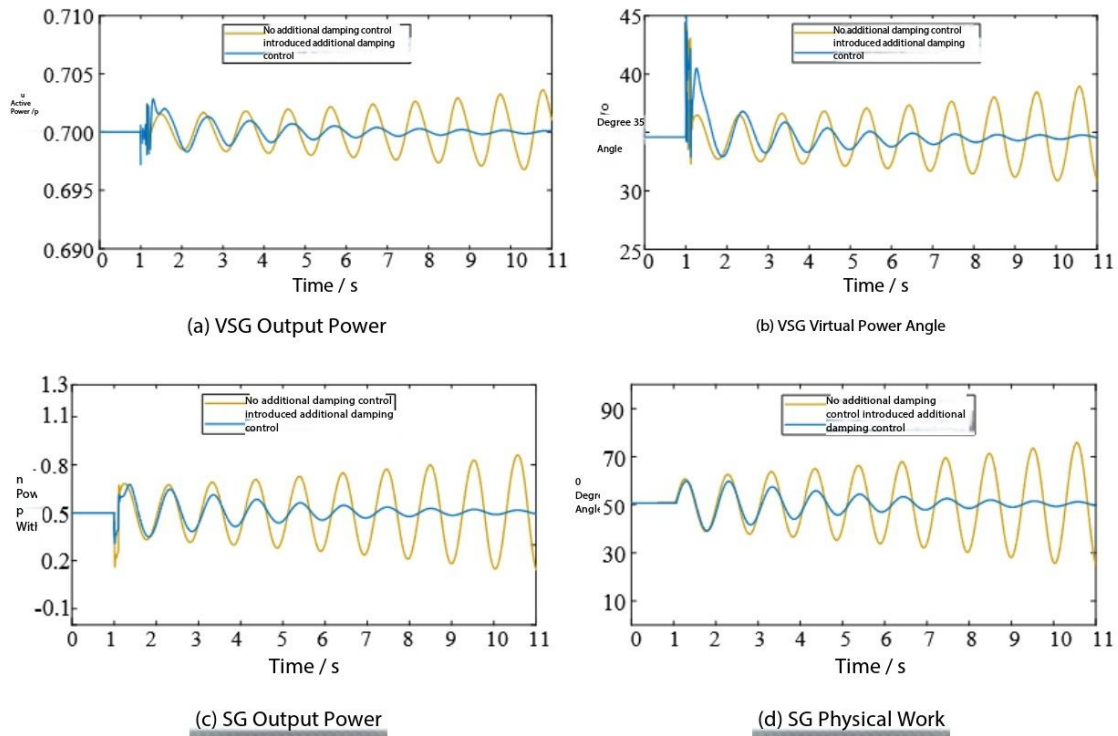 0.710
0.705
0.700
0.695
0.690
u
Active
Power /p
No additional damping control
introduced additional damping
control
0 1 2 3 4 5 6 7 8 9 10 11
Time / s
(a) VSG Output Power
45
40
Degree 35
Angle
30
25
No additional damping control
introduced additional damping
control
0 1 2 3 4 5 6 7 8 9 10 11
Time / s
(b) VSG Virtual Power Angle
1.3
1.1
0.8
0.5
0.2
-0.1
n
Pow
p
With
No additional damping control
introduced additional damping
control
0 1 2 3 4 5 6 7 8 9 10 11
Time / s
(c) SG Output Power
90
70
50
30
10
0
Degre
Angle
No additional damping
control introduced additional
damping control
0 1 2 3 4 5 6 7 8 9 10 11
Time / s
(d) SG Physical Work